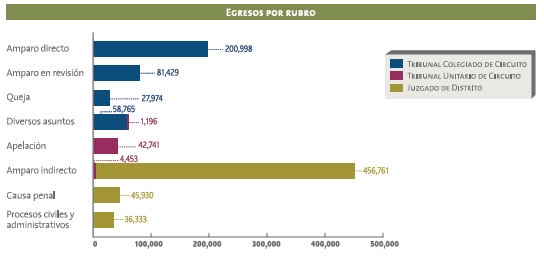 EGRESOS POR RUBRO
Amparo directo
200,998
Amparo en revisión
81,429
Queja
27,974
58,765
Diversos asuntos
1,196
Apelación
42,741
4,453
Amparo indirecto
456,761
Causa penal
45,930
Procesos civiles y
administrativos
36,333
0
100,000
200,000
300,000
400,000
500,000
TRIBUNAL COLEGIADO DE CIRCUITO
TRIBUNAL UNITARIO DE CIRCUITO
JUZGADO DE DISTRITO